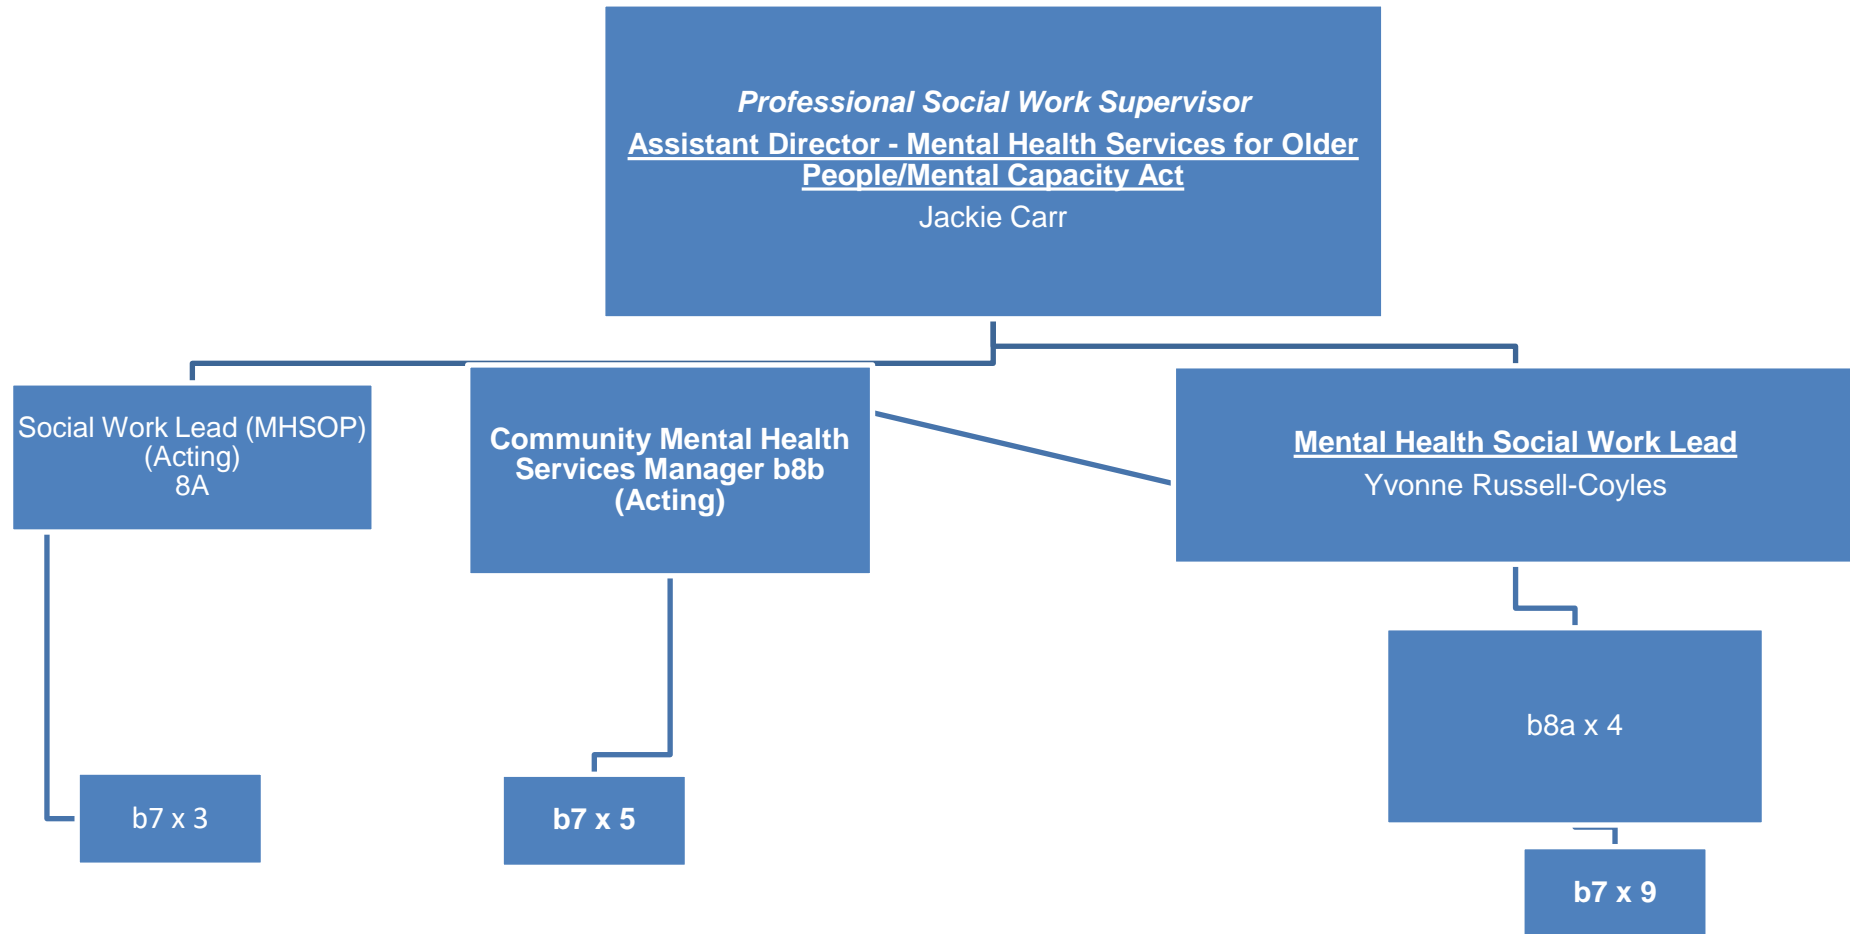 Professional Social Work Supervisor
Assistant Director - Mental Health Services for Older
People/Mental Capacity Act
Jackie Carr
Social Work Lead (MHSOP)
(Acting)
8A
Community Mental Health
Services Manager b8b
(Acting)
Mental Health Social Work Lead
Yvonne Russell-Coyles
b8a x 4
b7 x 3
b7 x 5
b7 x 9